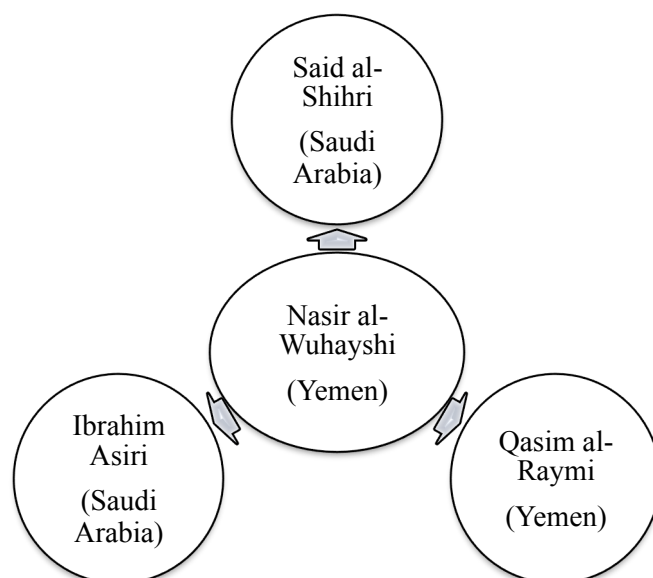 Said al-
Shihri
(Saudi
Arabia)
Nasir al-
Wuhayshi
(Yemen)
Ibrahim
Asiri
(Saudi
Arabia)
Qasim al-
Raymi
(Yemen)